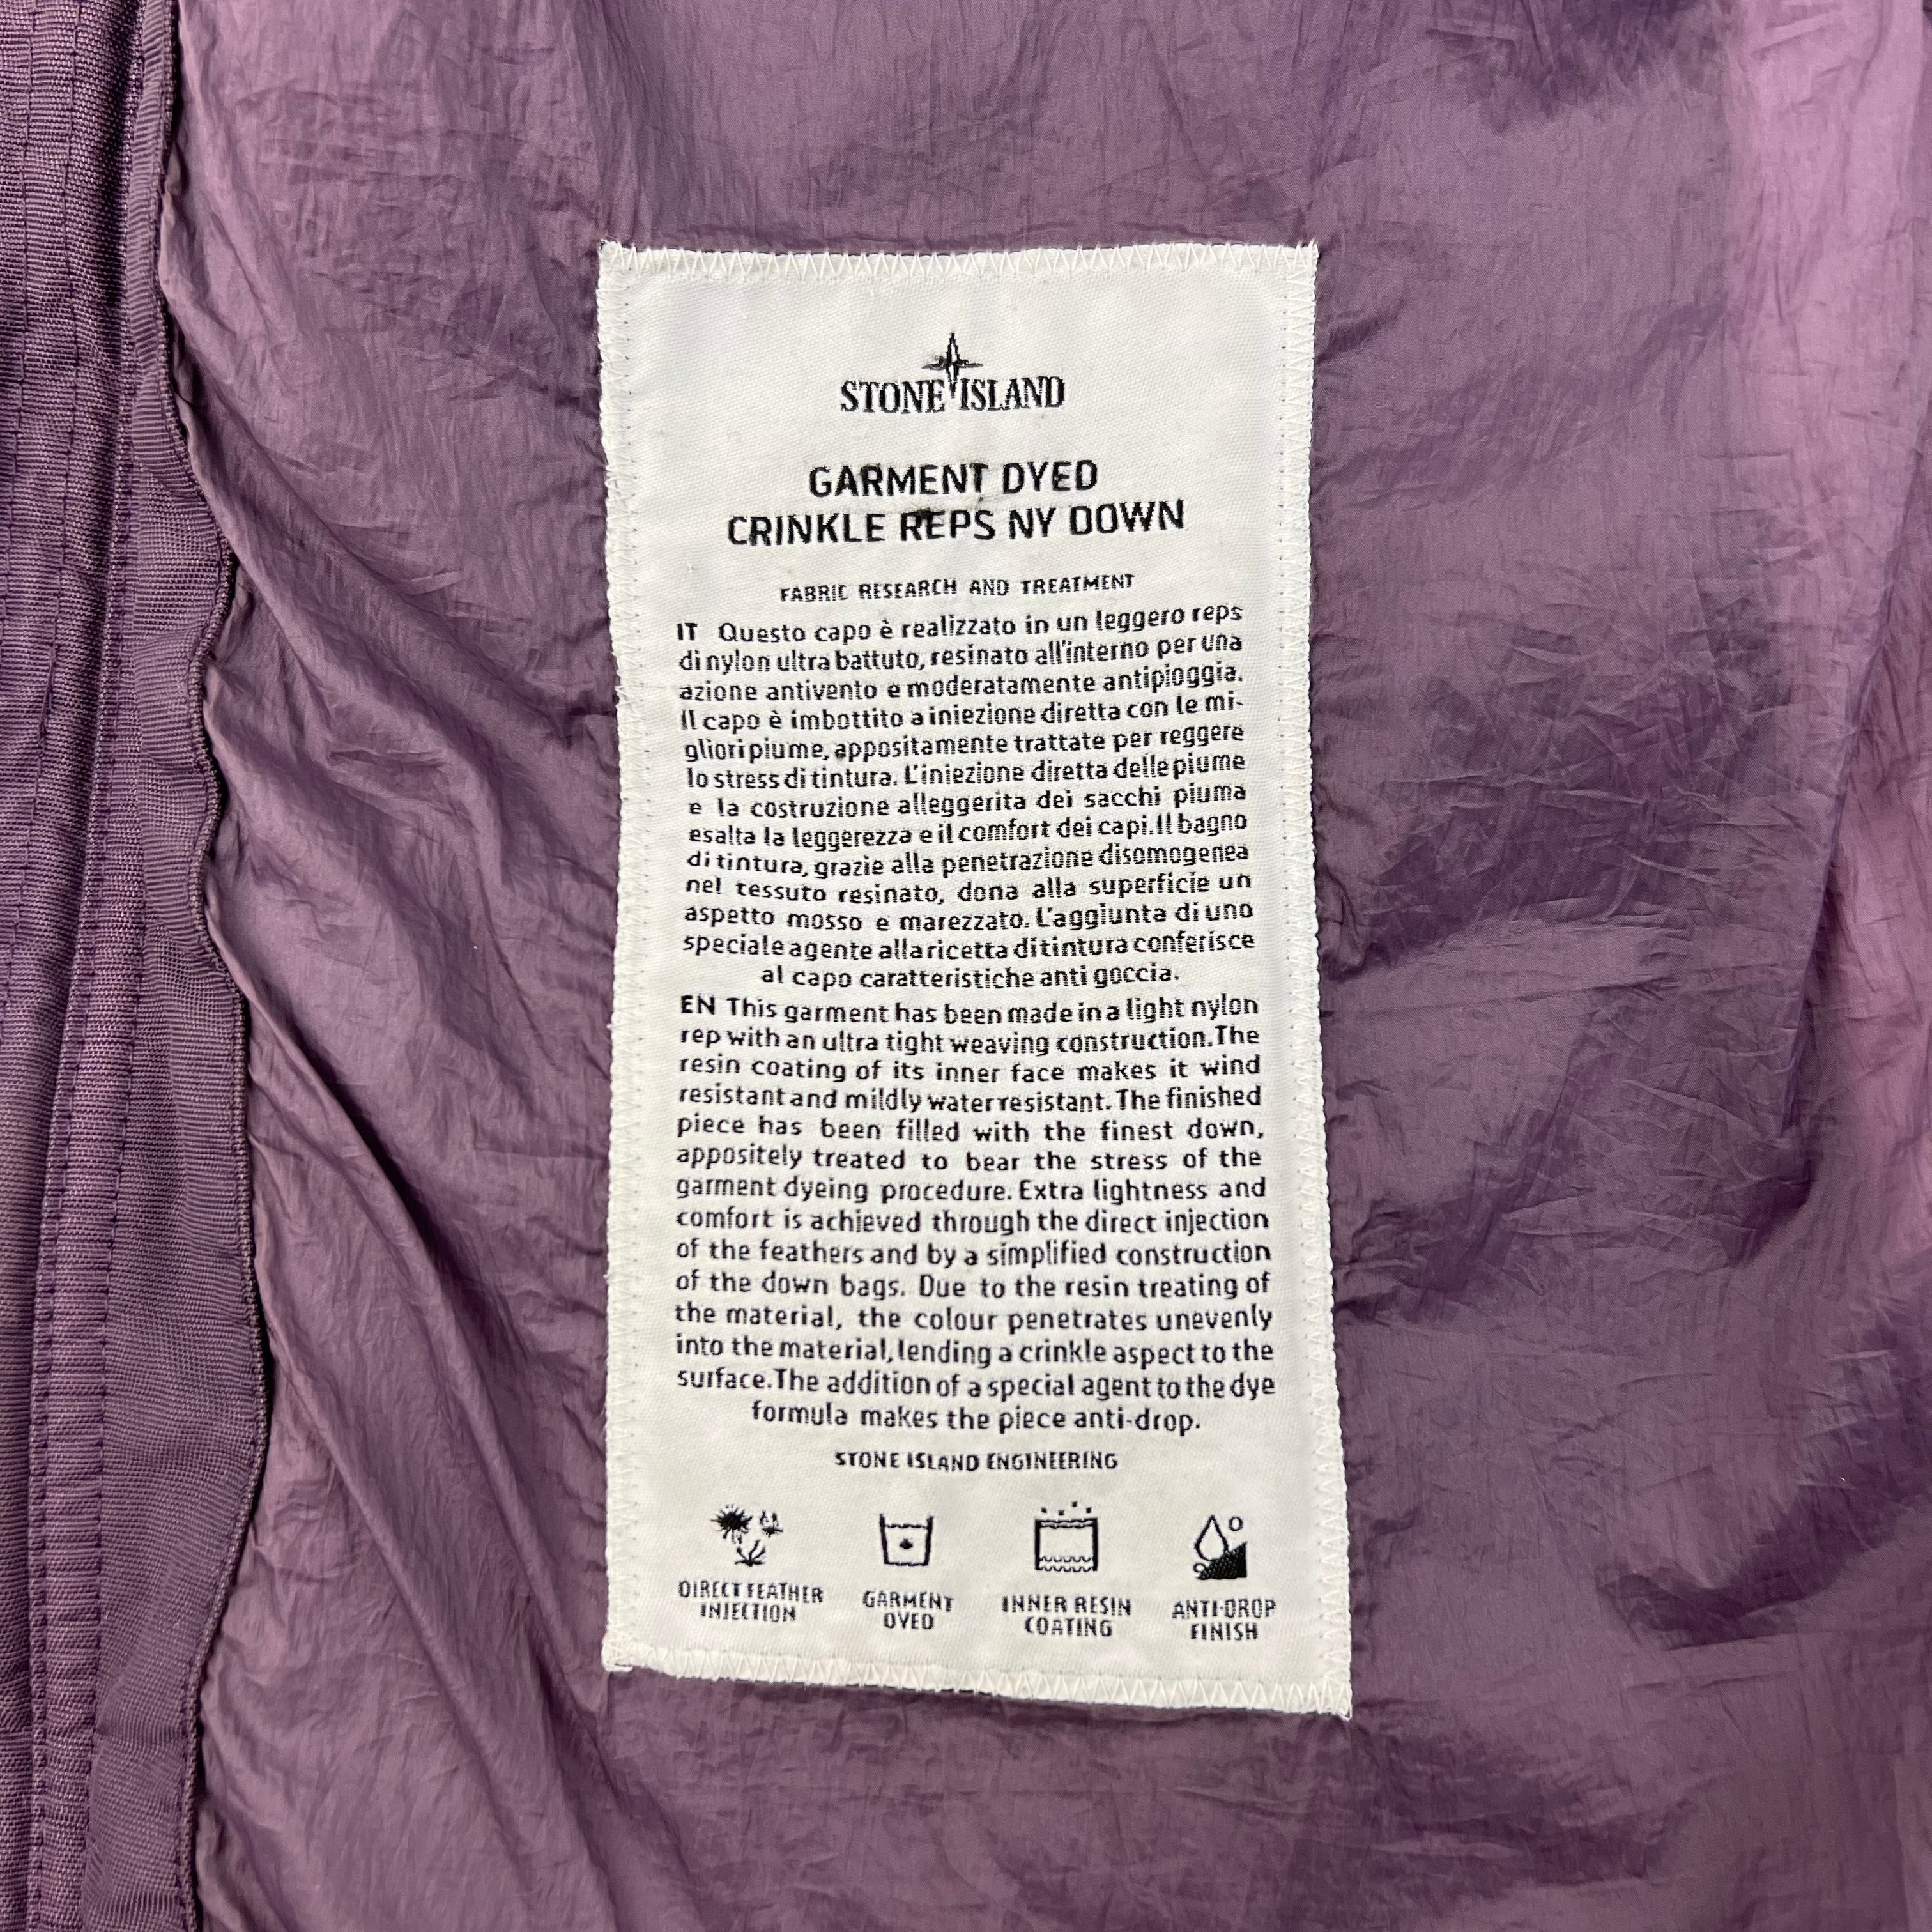 STONE ISLAND
GARMENT DYED
CRINKLE REPS NY DOWN
FABRIC RESEARCH AND TREATMENT
IT Questo capo è realizzato in un leggero reps
di nylon ultra battuto, resinato all'interno per una
azione antivento e moderatamente antipioggia.
Il capo è imbottito a iniezione diretta con le mi-
gliori piume, appositamente trattate per reggere
lo stress di tintura. L'iniezione diretta delle piume
e la costruzione alleggerita dei sacchi piuma
esalta la leggerezza e il comfort dei capi. Il bagno
di tintura, grazie alla penetrazione disomogenea
nel tessuto resinato, dona alla superficie un
aspetto mosso e marezzato. L'aggiunta di uno
speciale agente alla ricetta di tintura conferisce
al capo caratteristiche anti goccia.
EN This garment has been made in a light nylon
rep with an ultra tight weaving construction. The
resin coating of its inner face makes it wind
resistant and mildly water resistant. The finished
piece has been filled with the finest down,
appositely treated to bear the stress of the
garment dyeing procedure. Extra lightness and
comfort is achieved through the direct injection
of the feathers and by a simplified construction
of the down bags. Due to the resin treating of
the material, the colour penetrates unevenly
into the material, lending a crinkle aspect to the
surface. The addition of a special agent to the dye
formula makes the piece anti-drop.
STONE ISLAND ENGINEERING
DIRECT FEATHER GARMENT INNER RESIN ANTI-DROP
INJECTION DYED COATING FINISH